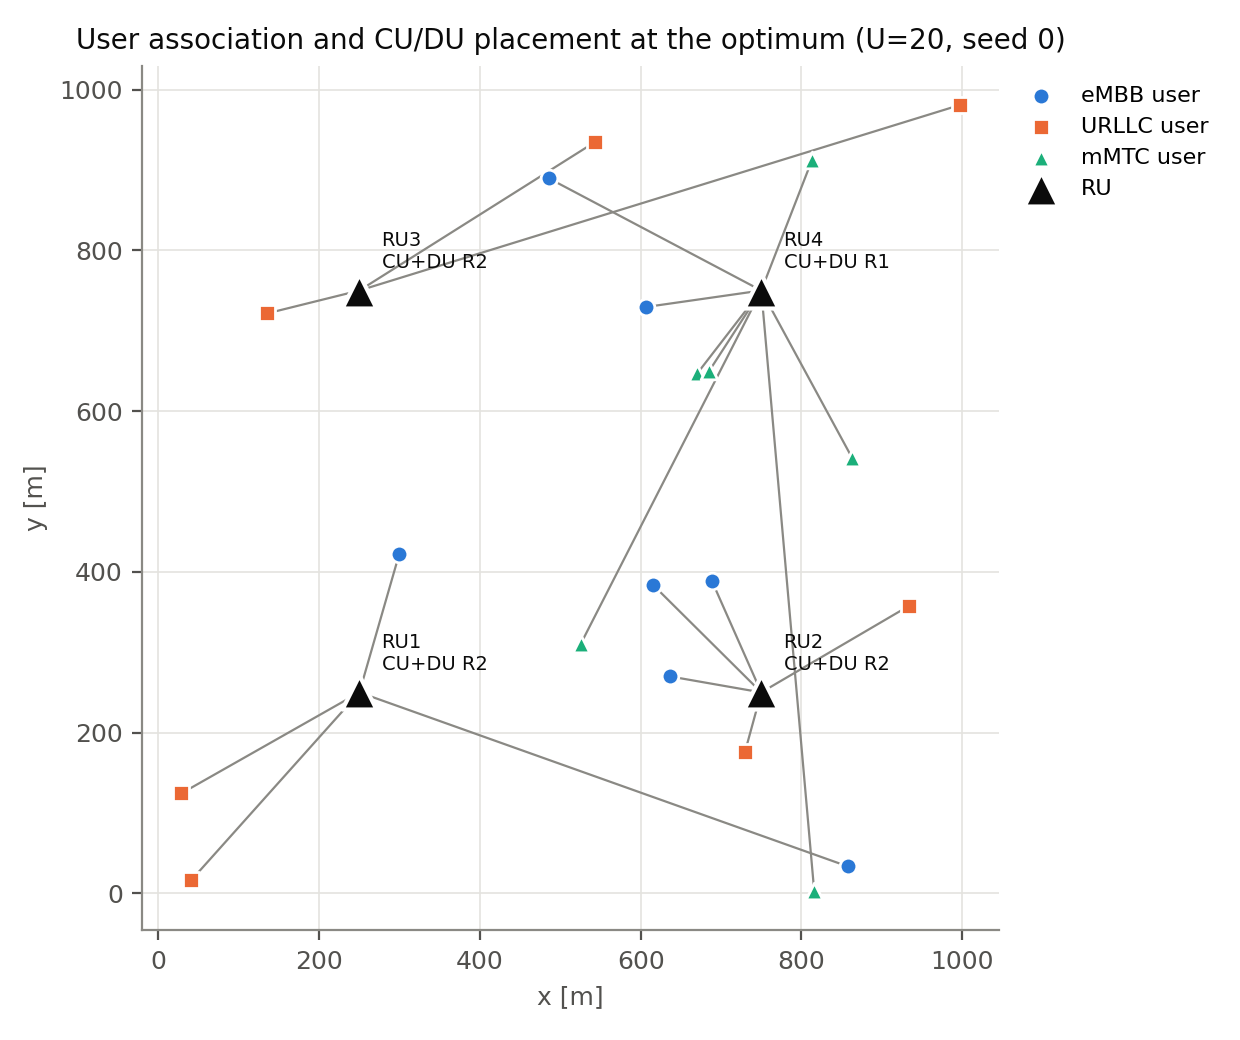 User association and CU/DU placement at the optimum (U=20, seed 0)
eMBB user
URLLC user
mMTC user
RU
1000
800
600
400
200
0
y [m]
RU3
CU+DU R2
RU4
CU+DU R1
RU1
CU+DU R2
RU2
CU+DU R2
0
200
400
600
800
1000
x [m]